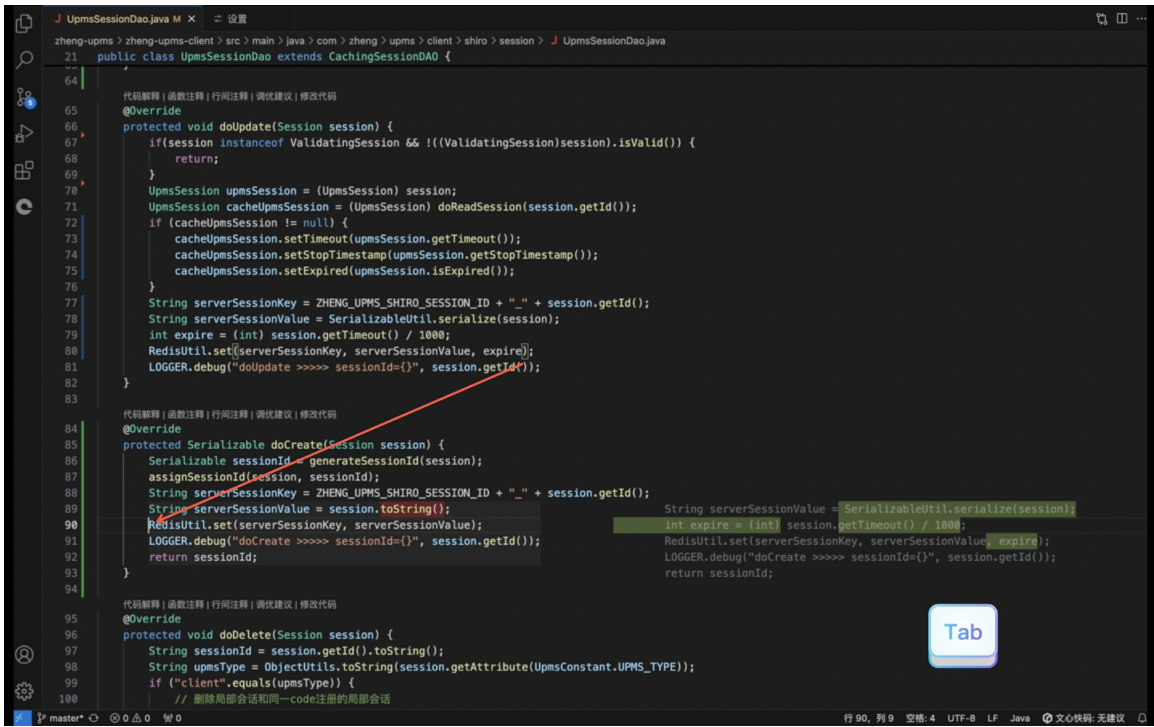 UpmsSessionDao.java M ×
设置
zheng-upms > zheng-upms-client > src > main > java > com > zheng > upms > client > shiro > session > J UpmsSessionDao.java
21 public class UpmsSessionDao extends CachingSessionDAO {
64
代码解释 | 函数注释 | 行间注释 | 调优建议 | 修改代码
65 @Override
66 protected void doUpdate(Session session) {
67 if(session instanceof ValidatingSession && !((ValidatingSession)session).isValid()) {
68 return;
69 }
70 UpmsSession upmsSession = (UpmsSession) session;
71 UpmsSession cacheUpmsSession = (UpmsSession) doReadSession(session.getId());
72 if (cacheUpmsSession != null) {
73 cacheUpmsSession.setTimeout(upmsSession.getTimeout());
74 cacheUpmsSession.setStopTimestamp(upmsSession.getStopTimestamp());
75 cacheUpmsSession.setExpired(upmsSession.isExpired());
76 }
77 String serverSessionKey = ZHENG_UPMS_SHIRO_SESSION_ID + "_" + session.getId();
78 String serverSessionValue = SerializableUtil.serialize(session);
79 int expire = (int) session.getTimeout() / 1000;
80 RedisUtil.set(serverSessionKey, serverSessionValue, expire);
81 LOGGER.debug("doUpdate >>>>> sessionId={}", session.getId());
82 }
83
代码解释 | 函数注释 | 行间注释 | 调优建议 | 修改代码
84 @Override
85 protected Serializable doCreate(Session session) {
86 Serializable sessionId = generateSessionId(session);
87 assignSessionId(session, sessionId);
88 String serverSessionKey = ZHENG_UPMS_SHIRO_SESSION_ID + "_" + session.getId();
89 String serverSessionValue = session.toString(); String serverSessionValue = SerializableUtil.serialize(session);
90 RedisUtil.set(serverSessionKey, serverSessionValue); int expire = (int) session.getTimeout() / 1000;
91 LOGGER.debug("doCreate >>>>> sessionId={}", session.getId()); RedisUtil.set(serverSessionKey, serverSessionValue, expire);
92 return sessionId; LOGGER.debug("doCreate >>>>> sessionId={}", session.getId());
93 } return sessionId;
94
代码解释 | 函数注释 | 行间注释 | 调优建议 | 修改代码
95 @Override
96 protected void doDelete(Session session) {
97 String sessionId = session.getId().toString();
98 String upmsType = ObjectUtils.toString(session.getAttribute(UpmsConstant.UPMS_TYPE));
99 if ("client".equals(upmsType)) {
100 // 删除局部会话和同一code注册的局部会话
Tab
master* 0 0 0 行 90，列 9 空格: 4 UTF-8 LF Java 文心快码: 无建议